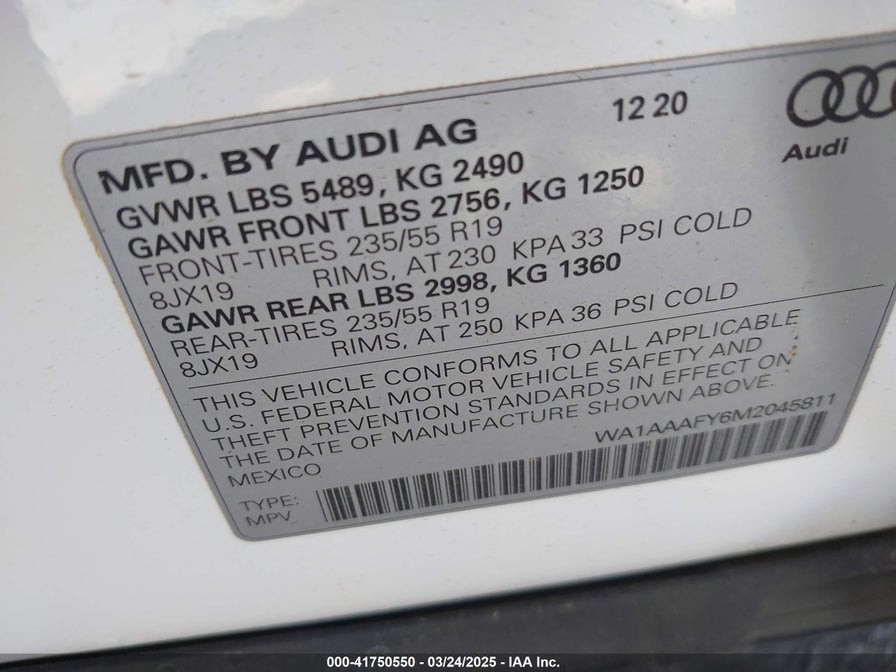 12 20
Audi
MFD. BY AUDI AG
GVWR LBS 5489, KG 2490
GAWR FRONT LBS 2756, KG 1250
FRONT-TIRES 235/55 R19
8JX19 RIMS, AT 230 KPA 33 PSI COLD
GAWR REAR LBS 2998, KG 1360
REAR-TIRES 235/55 R19
8JX19 RIMS, AT 250 KPA 36 PSI COLD
THIS VEHICLE CONFORMS TO ALL APPLICABLE
U.S. FEDERAL MOTOR VEHICLE SAFETY AND
THEFT PREVENTION STANDARDS IN EFFECT ON
THE DATE OF MANUFACTURE SHOWN ABOVE.
MEXICO
WA1AAAFY6M2045811
TYPE:
MPV
000-41750550 - 03/24/2025 - IAA Inc.